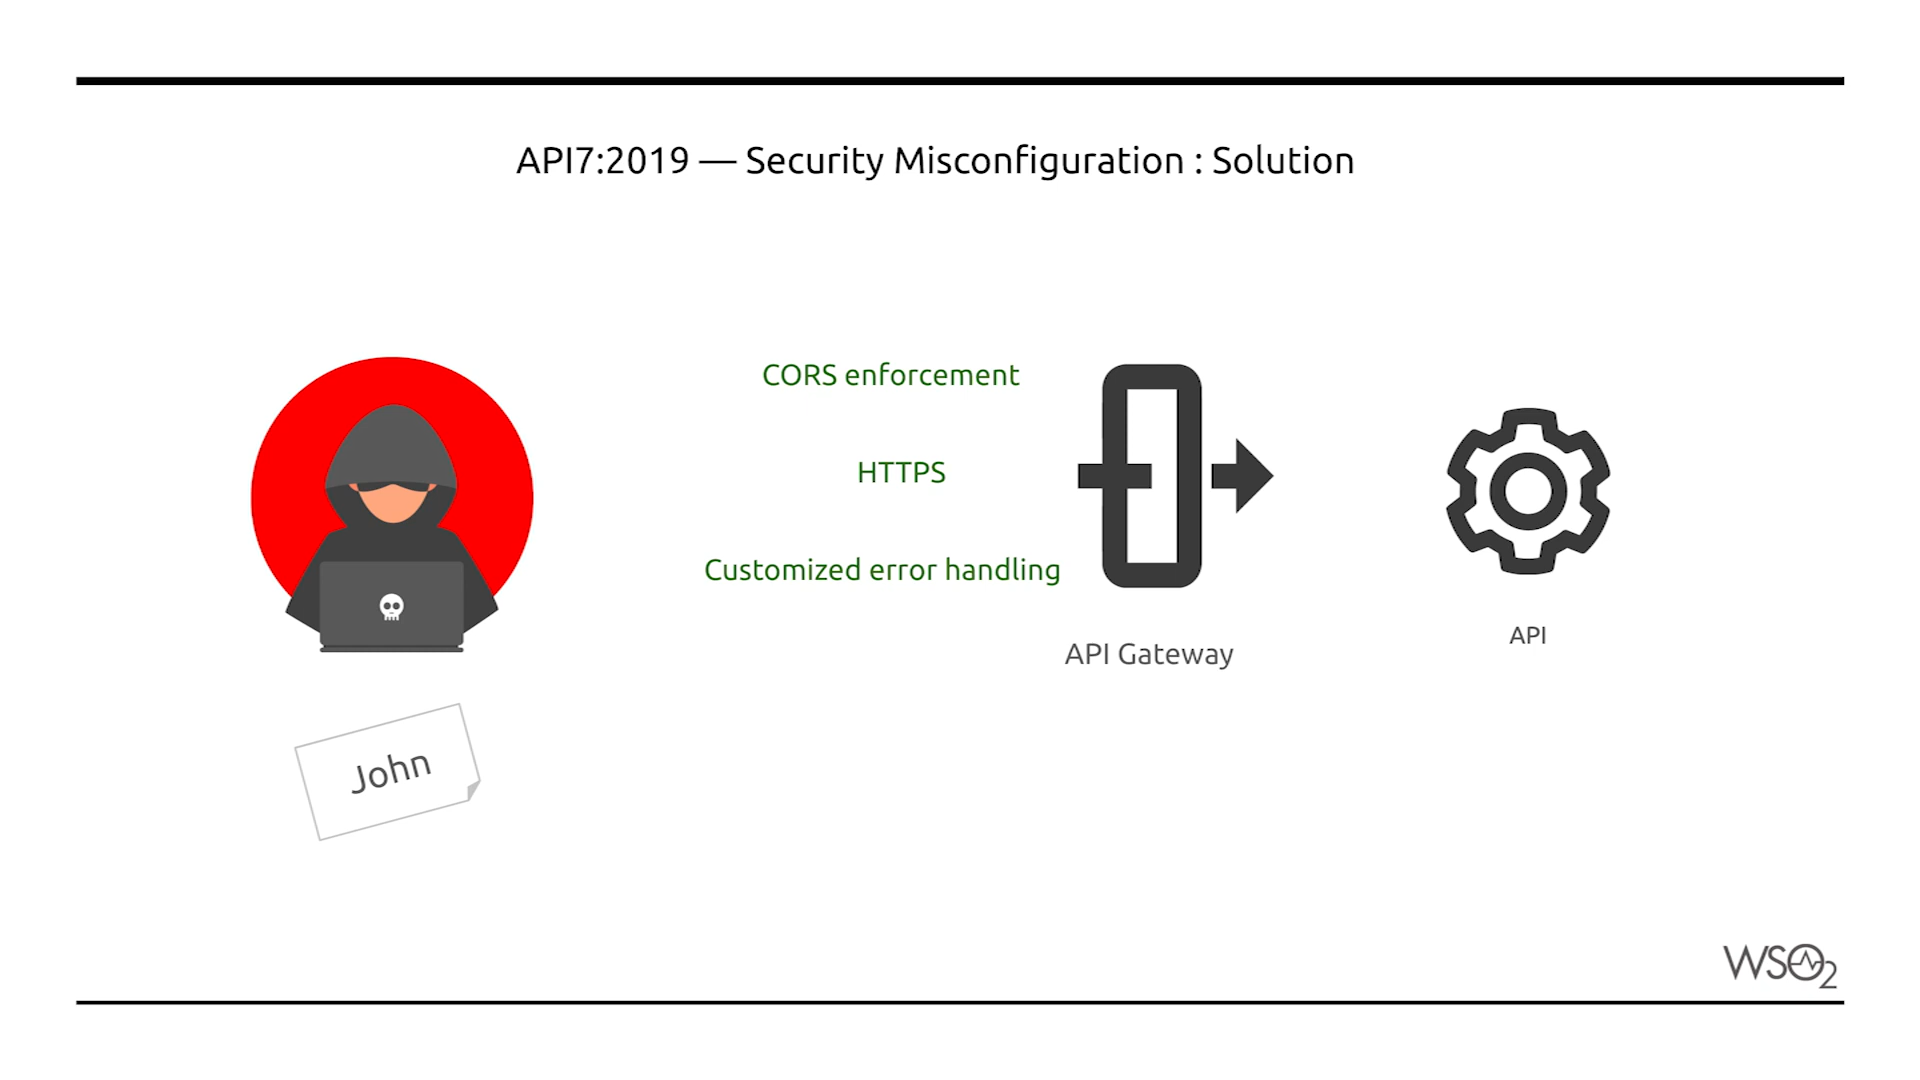 API7:2019 — Security Misconfiguration : Solution
CORS enforcement
HTTPS
Customized error handling
API Gateway
API
John
WSO2